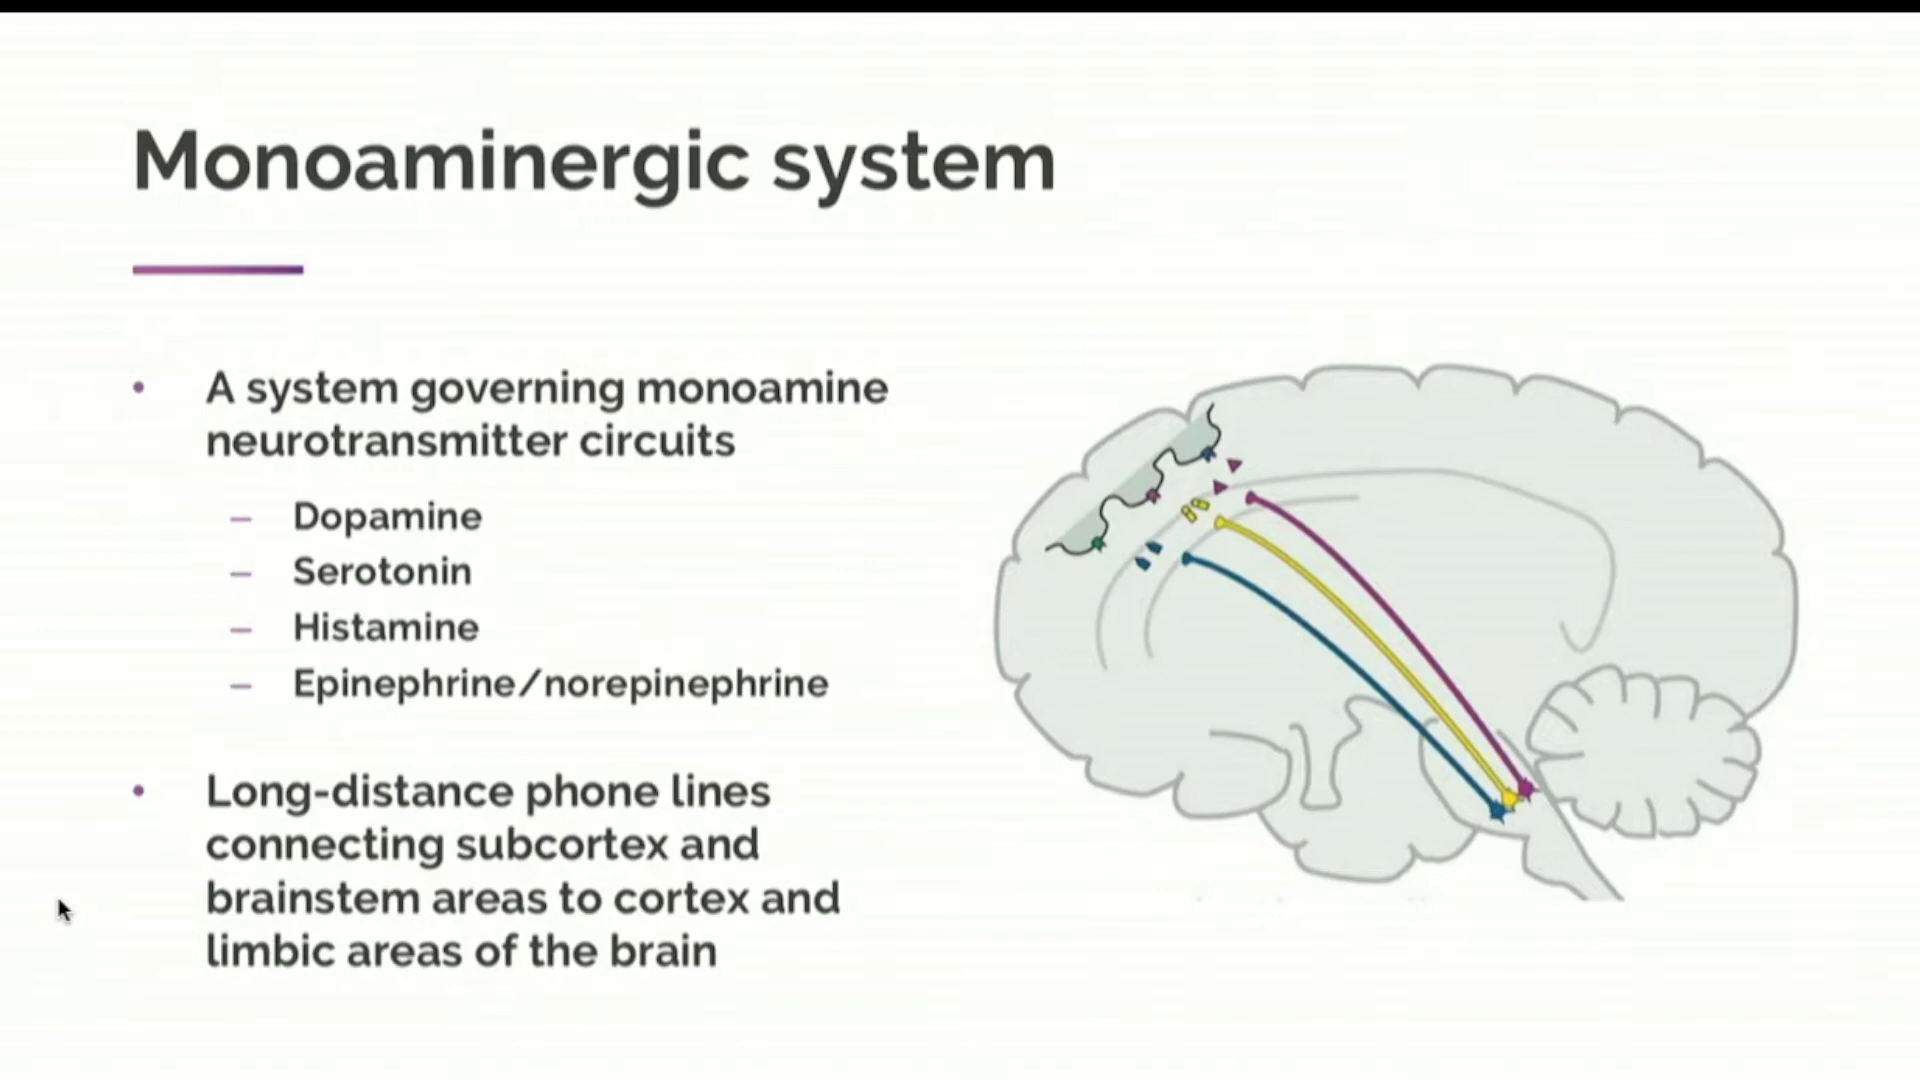 Monoaminergic system
• A system governing monoamine
neurotransmitter circuits
– Dopamine
– Serotonin
– Histamine
– Epinephrine/norepinephrine
• Long-distance phone lines
connecting subcortex and
brainstem areas to cortex and
limbic areas of the brain